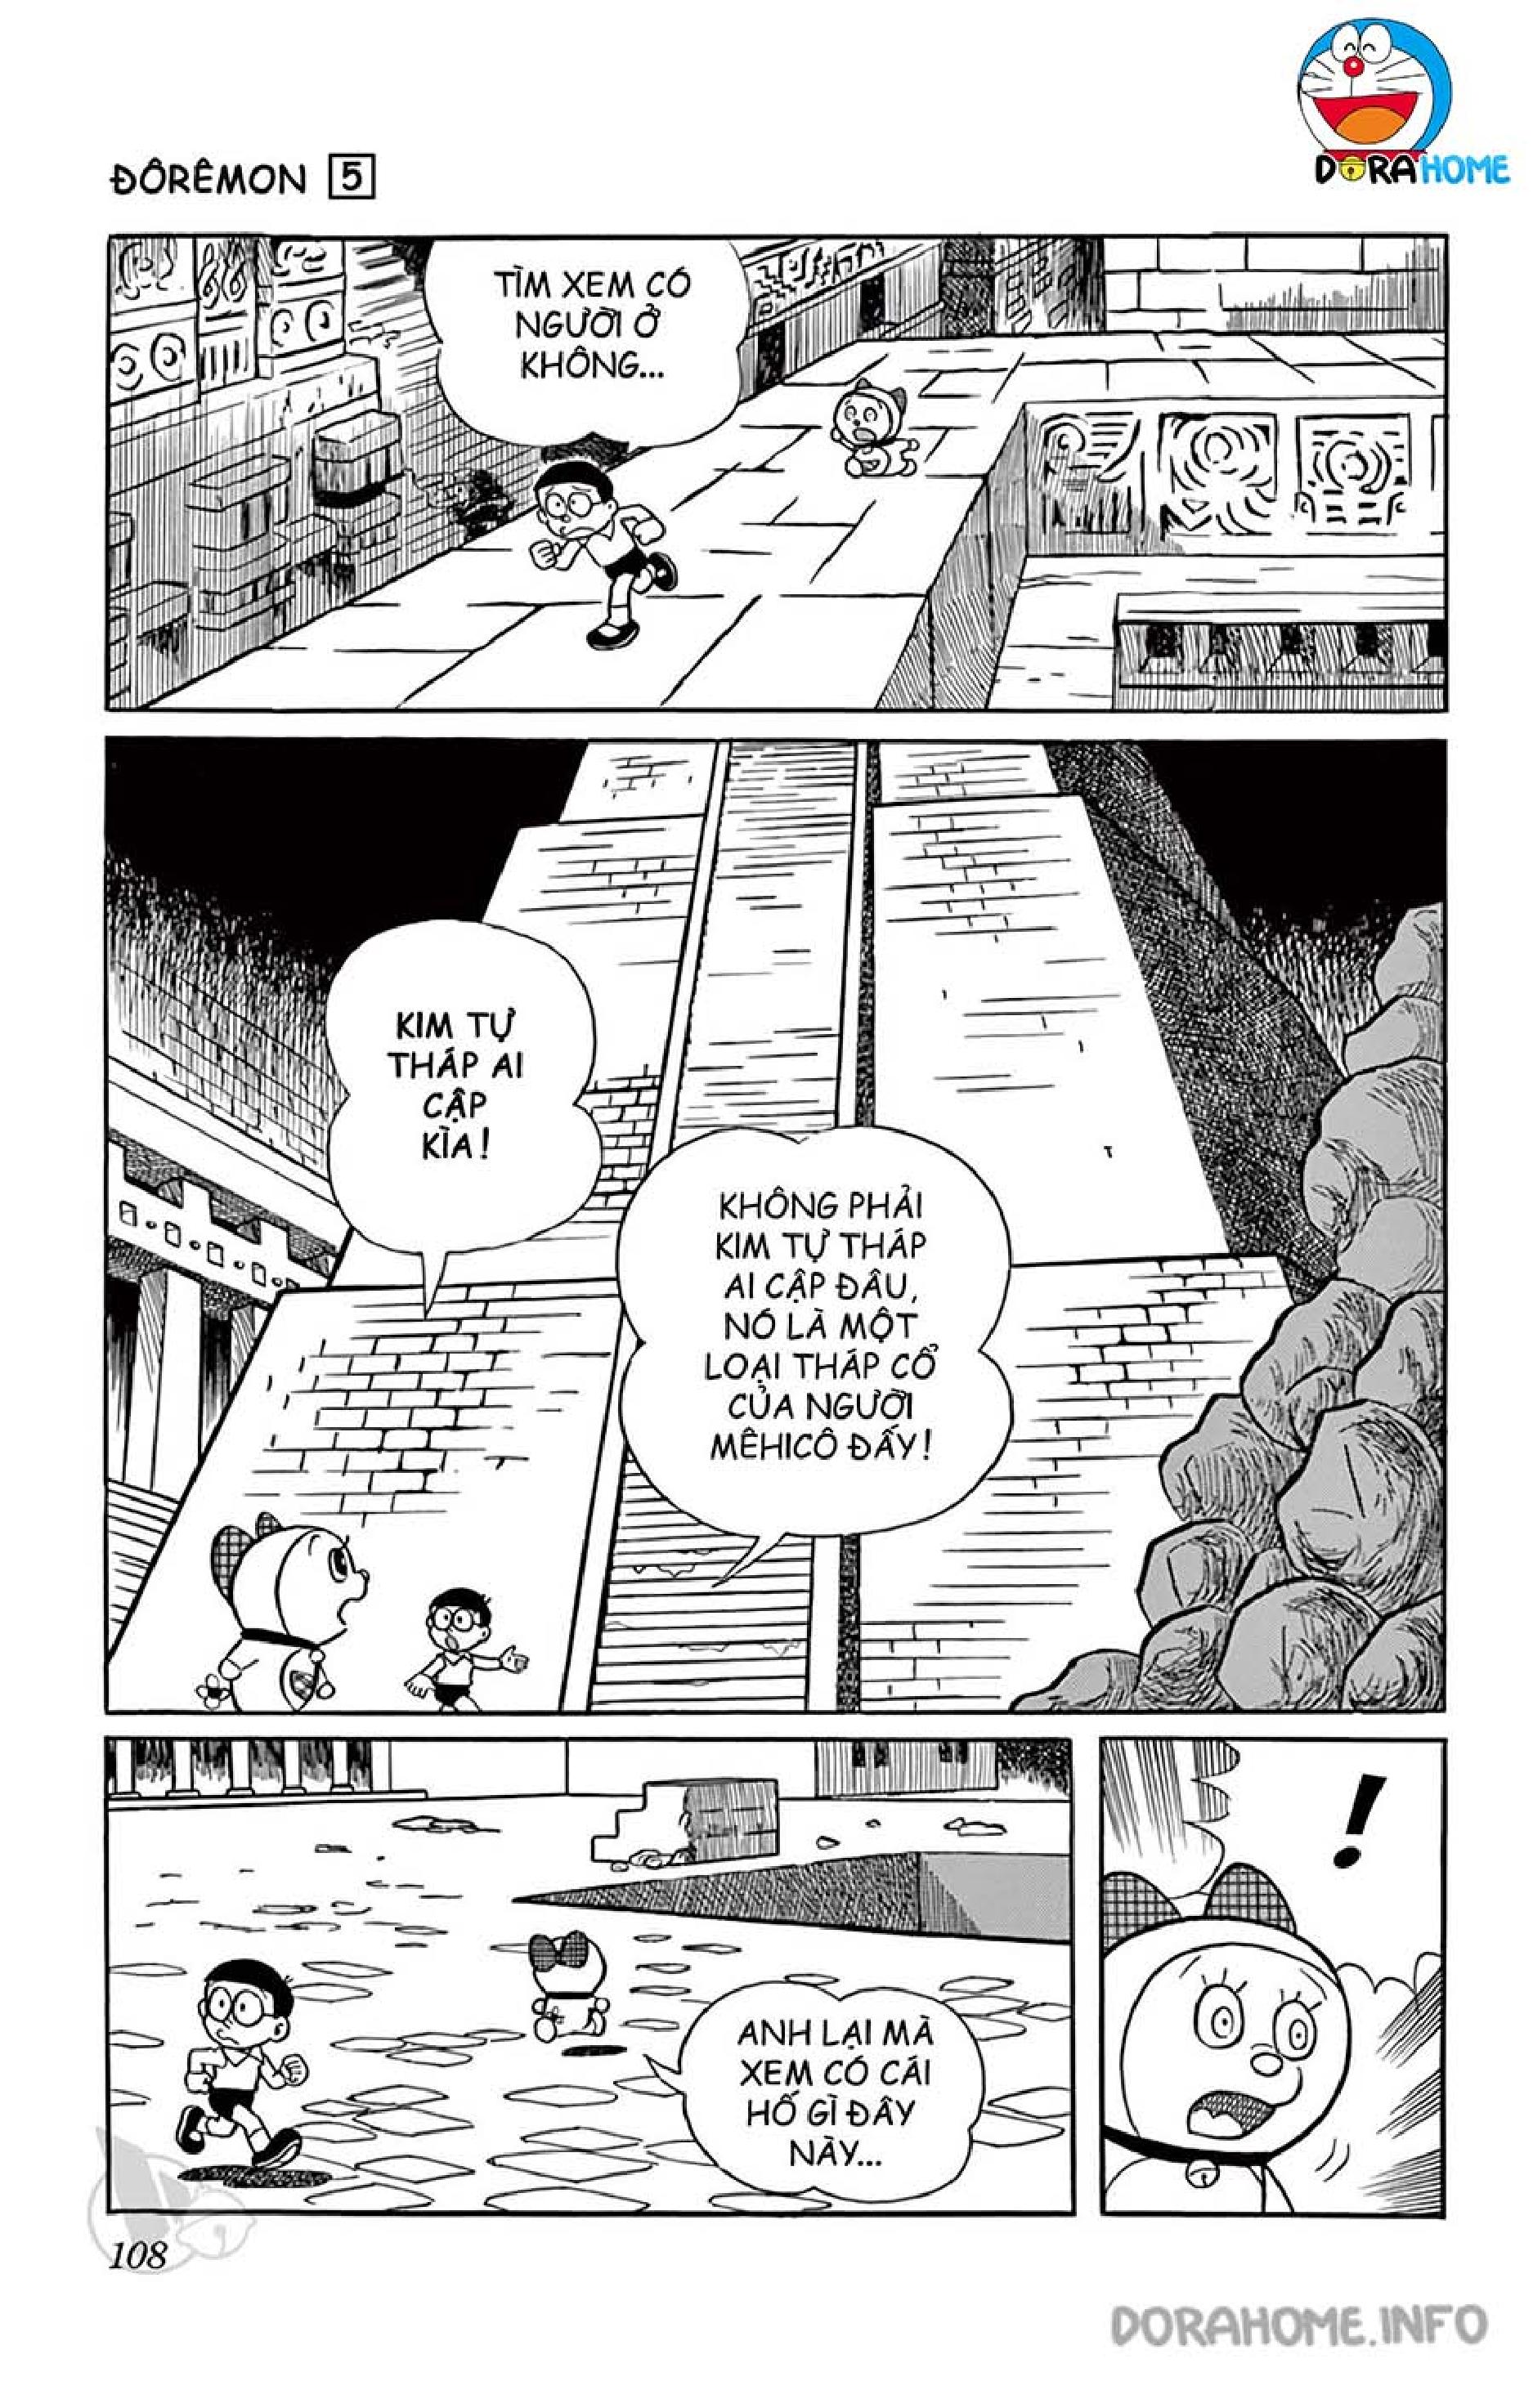 DORAHOME
ĐÔRÊMON 5
TÌM XEM CÓ
NGƯỜI Ở
KHÔNG...
KIM TỰ
THÁP AI
CẬP
KÌA!
KHÔNG PHẢI
KIM TỰ THÁP
AI CẬP ĐÂU,
NÓ LÀ MỘT
LOẠI THÁP CỔ
CỦA NGƯỜI
MÊHICÔ ĐẤY!
!
ANH LẠI MÀ
XEM CÓ CÁI
HỐ GÌ ĐÂY
NÀY...
108
DORAHOME.INFO